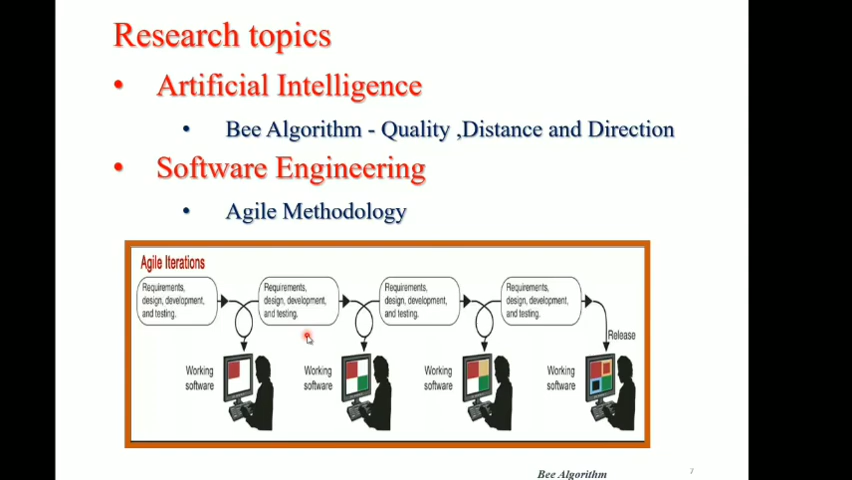 Research topics
• Artificial Intelligence
• Bee Algorithm - Quality ,Distance and Direction
• Software Engineering
• Agile Methodology
Agile Iterations
Requirements,
design, development,
and testing.
Requirements,
design, development,
and testing.
Requirements,
design, development,
and testing.
Requirements,
design, development,
and testing.
Release
Working
software
Working
software
Working
software
Working
software
Bee Algorithm